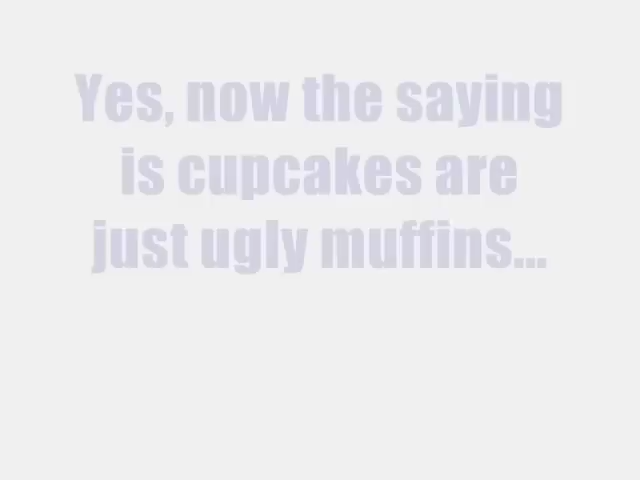 Yes, now the saying
is cupcakes are
just ugly muffins...